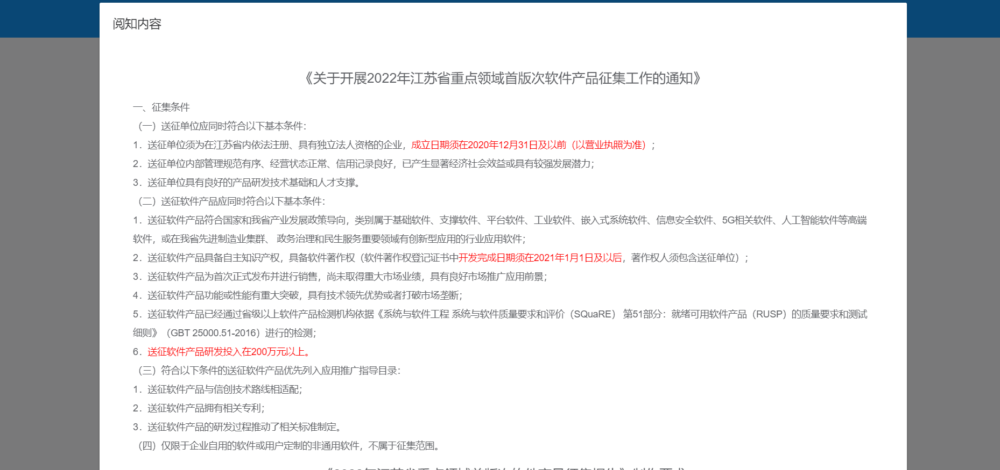 阅知内容
《关于开展2022年江苏省重点领域首版次软件产品征集工作的通知》
一、征集条件
（一）送征单位应同时符合以下基本条件：
1．送征单位须为在江苏省内依法注册、具有独立法人资格的企业，成立日期须在2020年12月31日及以前（以营业执照为准）；
2．送征单位内部管理规范有序、经营状态正常、信用记录良好，已产生显著经济社会效益或具有较强发展潜力；
3．送征单位具有良好的产品研发技术基础和人才支撑。
（二）送征软件产品应同时符合以下基本条件：
1．送征软件产品符合国家和我省产业发展政策导向，类别属于基础软件、支撑软件、平台软件、工业软件、嵌入式系统软件、信息安全软件、5G相关软件、人工智能软件等高端
软件，或在我省先进制造业集群、 政务治理和民生服务重要领域有创新型应用的行业应用软件；
2．送征软件产品具备自主知识产权，具备软件著作权（软件著作权登记证书中开发完成日期须在2021年1月1日及以后，著作权人须包含送征单位）；
3．送征软件产品为首次正式发布并进行销售，尚未取得重大市场业绩，具有良好市场推广应用前景；
4．送征软件产品功能或性能有重大突破，具有技术领先优势或者打破市场垄断；
5．送征软件产品已经通过省级以上软件产品检测机构依据《系统与软件工程 系统与软件质量要求和评价（SQuaRE） 第51部分：就绪可用软件产品（RUSP）的质量要求和测试
细则》（GBT 25000.51-2016）进行的检测；
6．送征软件产品研发投入在200万元以上。
（三）符合以下条件的送征软件产品优先列入应用推广指导目录：
1．送征软件产品与信创技术路线相适配；
2．送征软件产品拥有相关专利；
3．送征软件产品的研发过程推动了相关标准制定。
（四）仅限于企业自用的软件或用户定制的非通用软件，不属于征集范围。